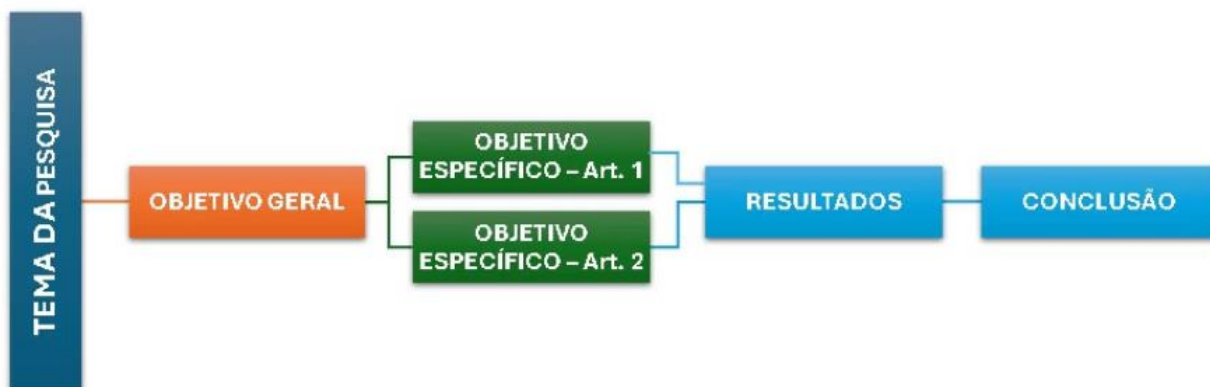 TEMA DA PESQUISA
OBJETIVO GERAL
OBJETIVO
ESPECÍFICO – Art. 1
OBJETIVO
ESPECÍFICO – Art. 2
RESULTADOS
CONCLUSÃO